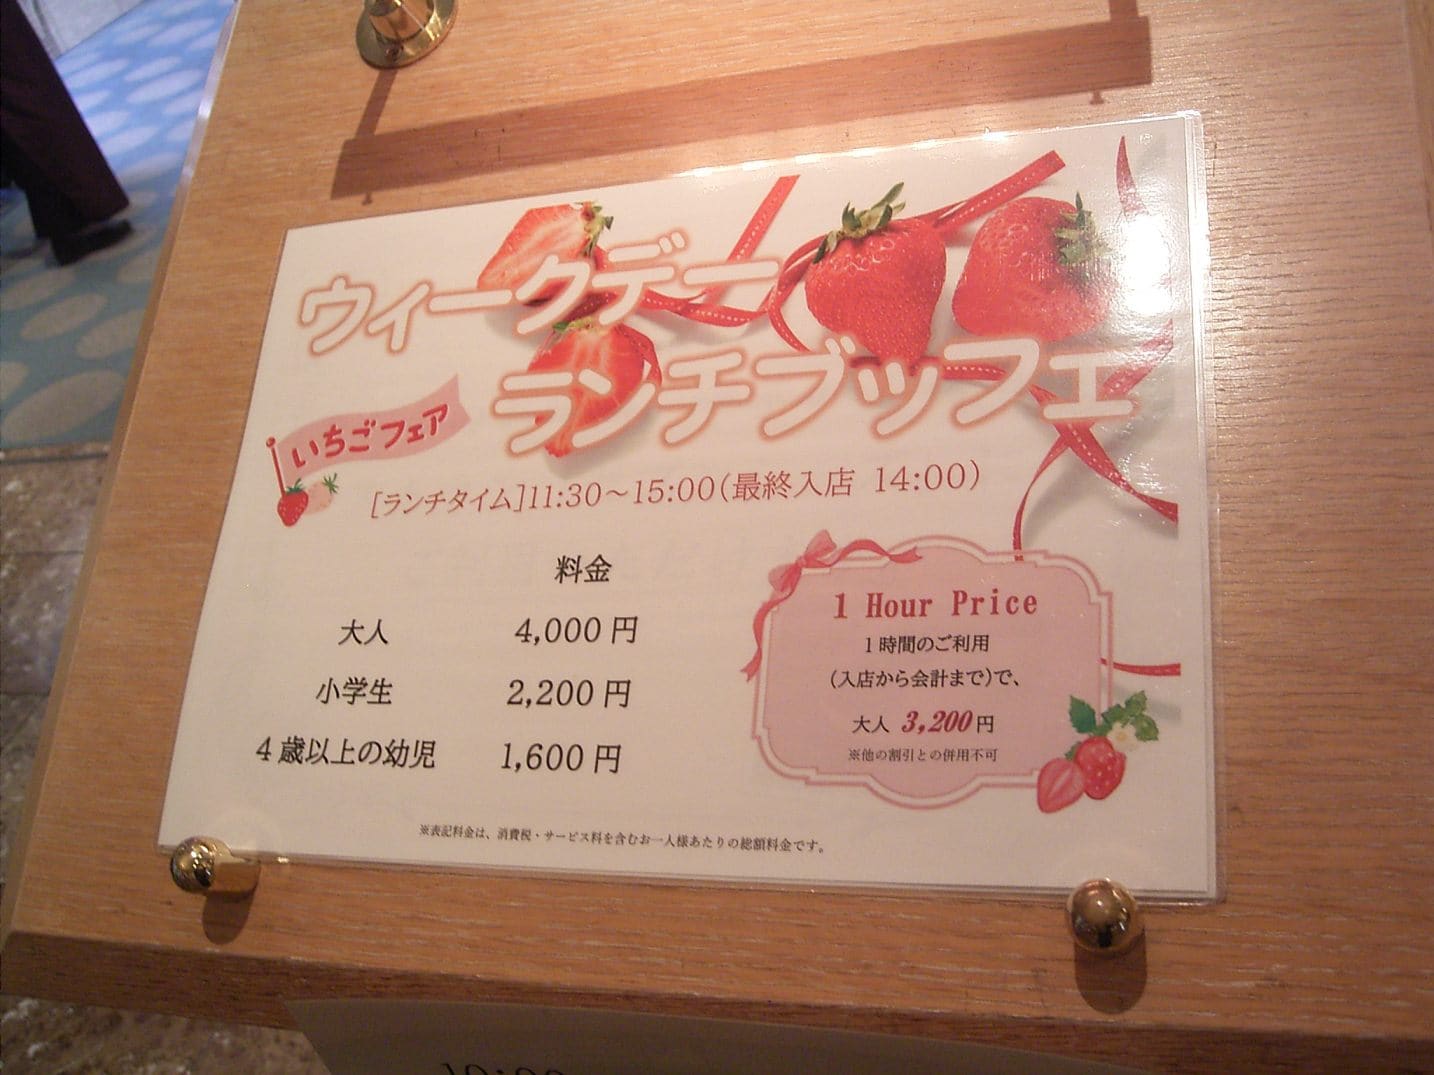 ウィークデー
ランチブッフェ
いちごフェア
[ランチタイム]11:30～15:00(最終入店 14:00)
料金
大人 4,000円
小学生 2,200円
4歳以上の幼児 1,600円
1 Hour Price
1時間のご利用
(入店から会計まで)で、
大人 3,200円
※他の割引との併用不可
※表記料金は、消費税・サービス料を含むお一人様あたりの総額料金です。